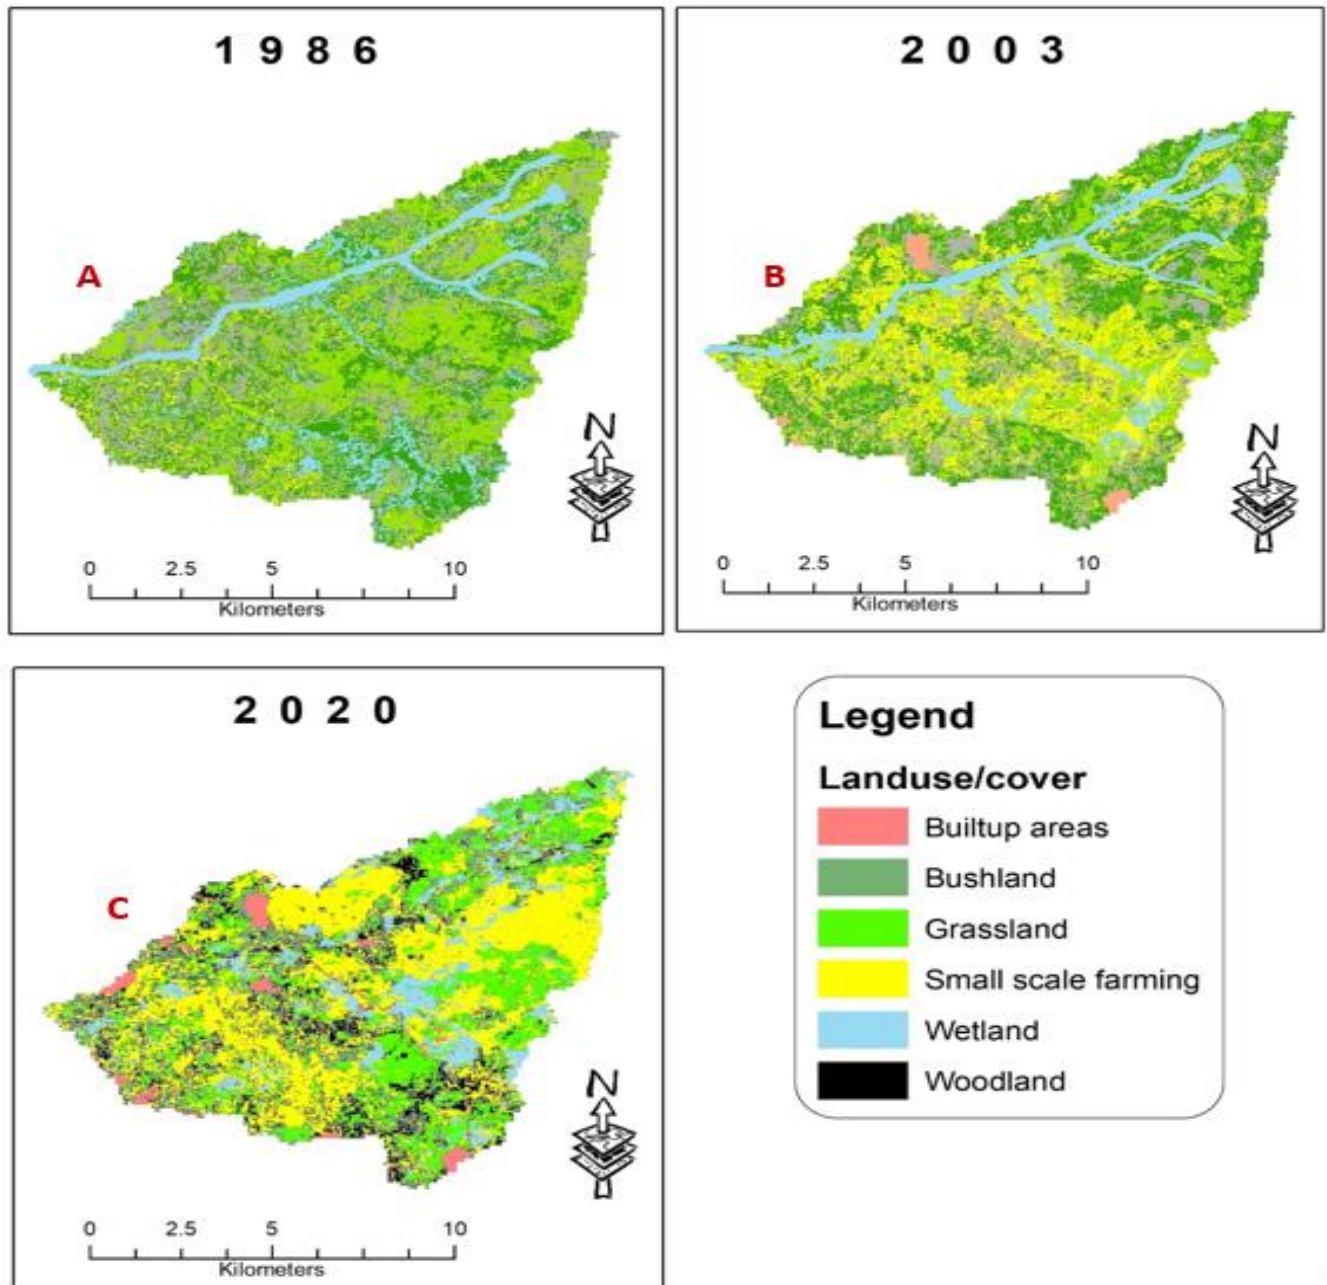 1 9 8 6
A
N
0 2.5 5 10
Kilometers
2 0 0 3
B
N
0 2.5 5 10
Kilometers
2 0 2 0
C
N
0 2.5 5 10
Kilometers
Legend
Landuse/cover
Builtup areas
Bushland
Grassland
Small scale farming
Wetland
Woodland